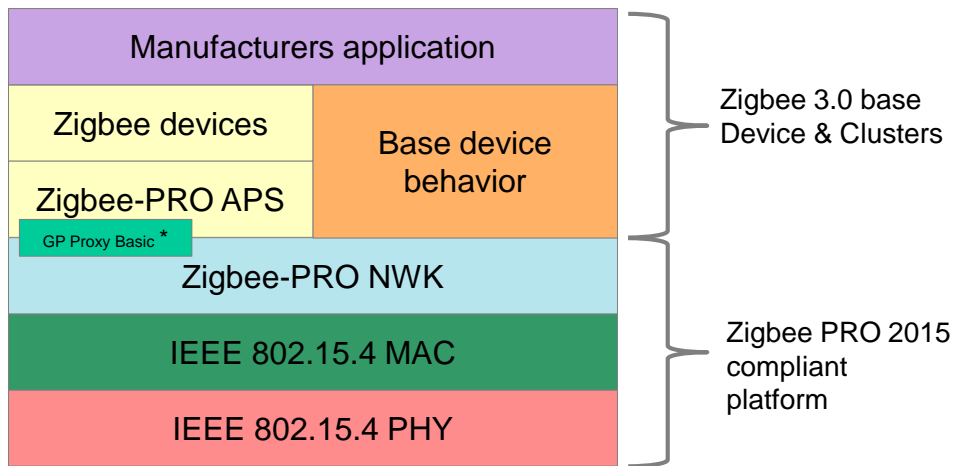 Manufacturers application
Zigbee devices
Base device
behavior
Zigbee-PRO APS
GP Proxy Basic *
Zigbee-PRO NWK
IEEE 802.15.4 MAC
IEEE 802.15.4 PHY
Zigbee 3.0 base
Device & Clusters
Zigbee PRO 2015
compliant
platform